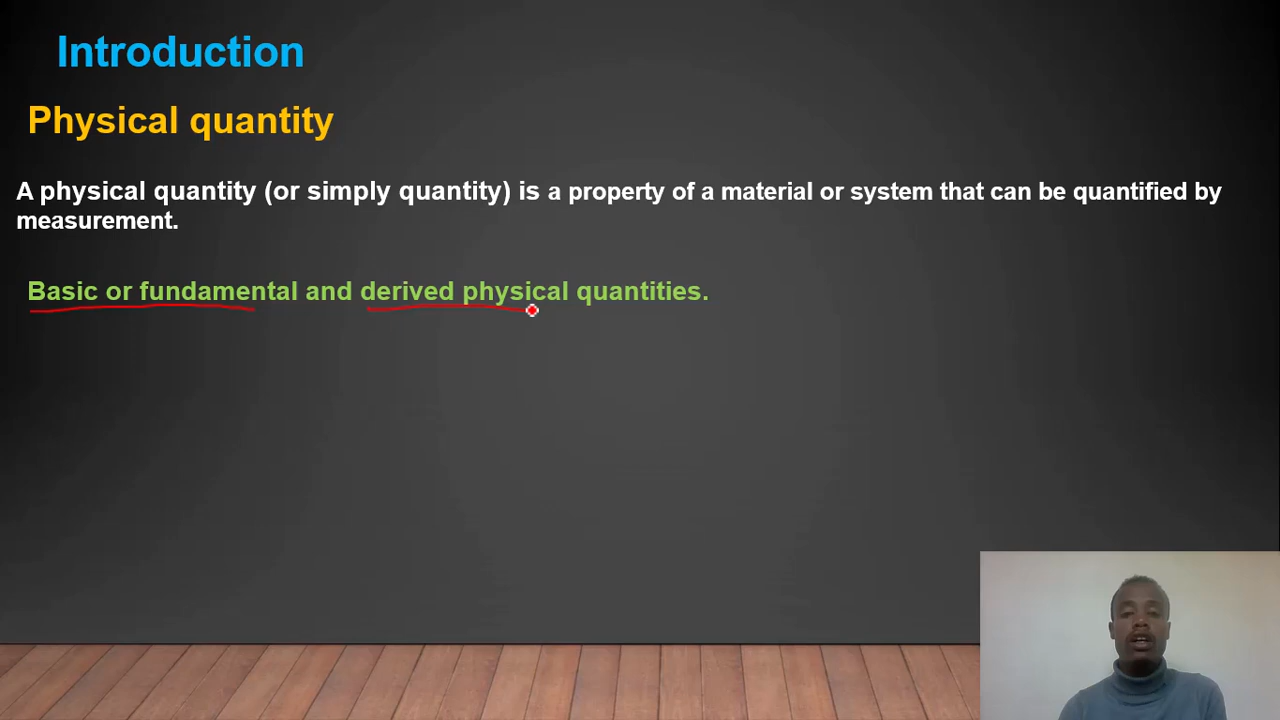 Introduction
Physical quantity
A physical quantity (or simply quantity) is a property of a material or system that can be quantified by
measurement.
Basic or fundamental and derived physical quantities.